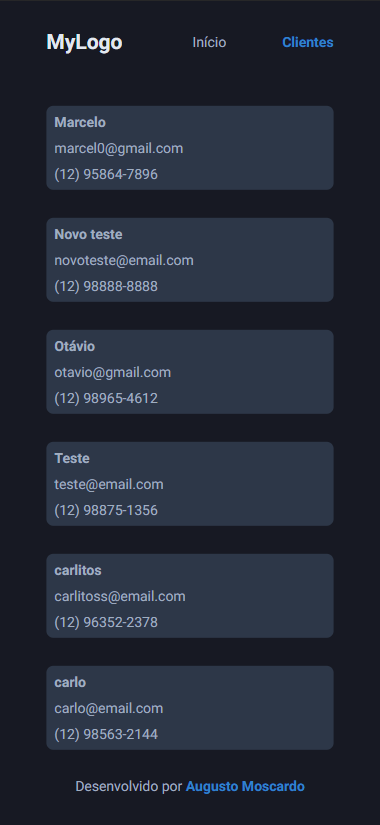 MyLogo Início Clientes
Marcelo
marcel0@gmail.com
(12) 95864-7896
Novo teste
novoteste@email.com
(12) 98888-8888
Otávio
otavio@gmail.com
(12) 98965-4612
Teste
teste@email.com
(12) 98875-1356
carlitos
carlitoss@email.com
(12) 96352-2378
carlo
carlo@email.com
(12) 98563-2144
Desenvolvido por Augusto Moscardo